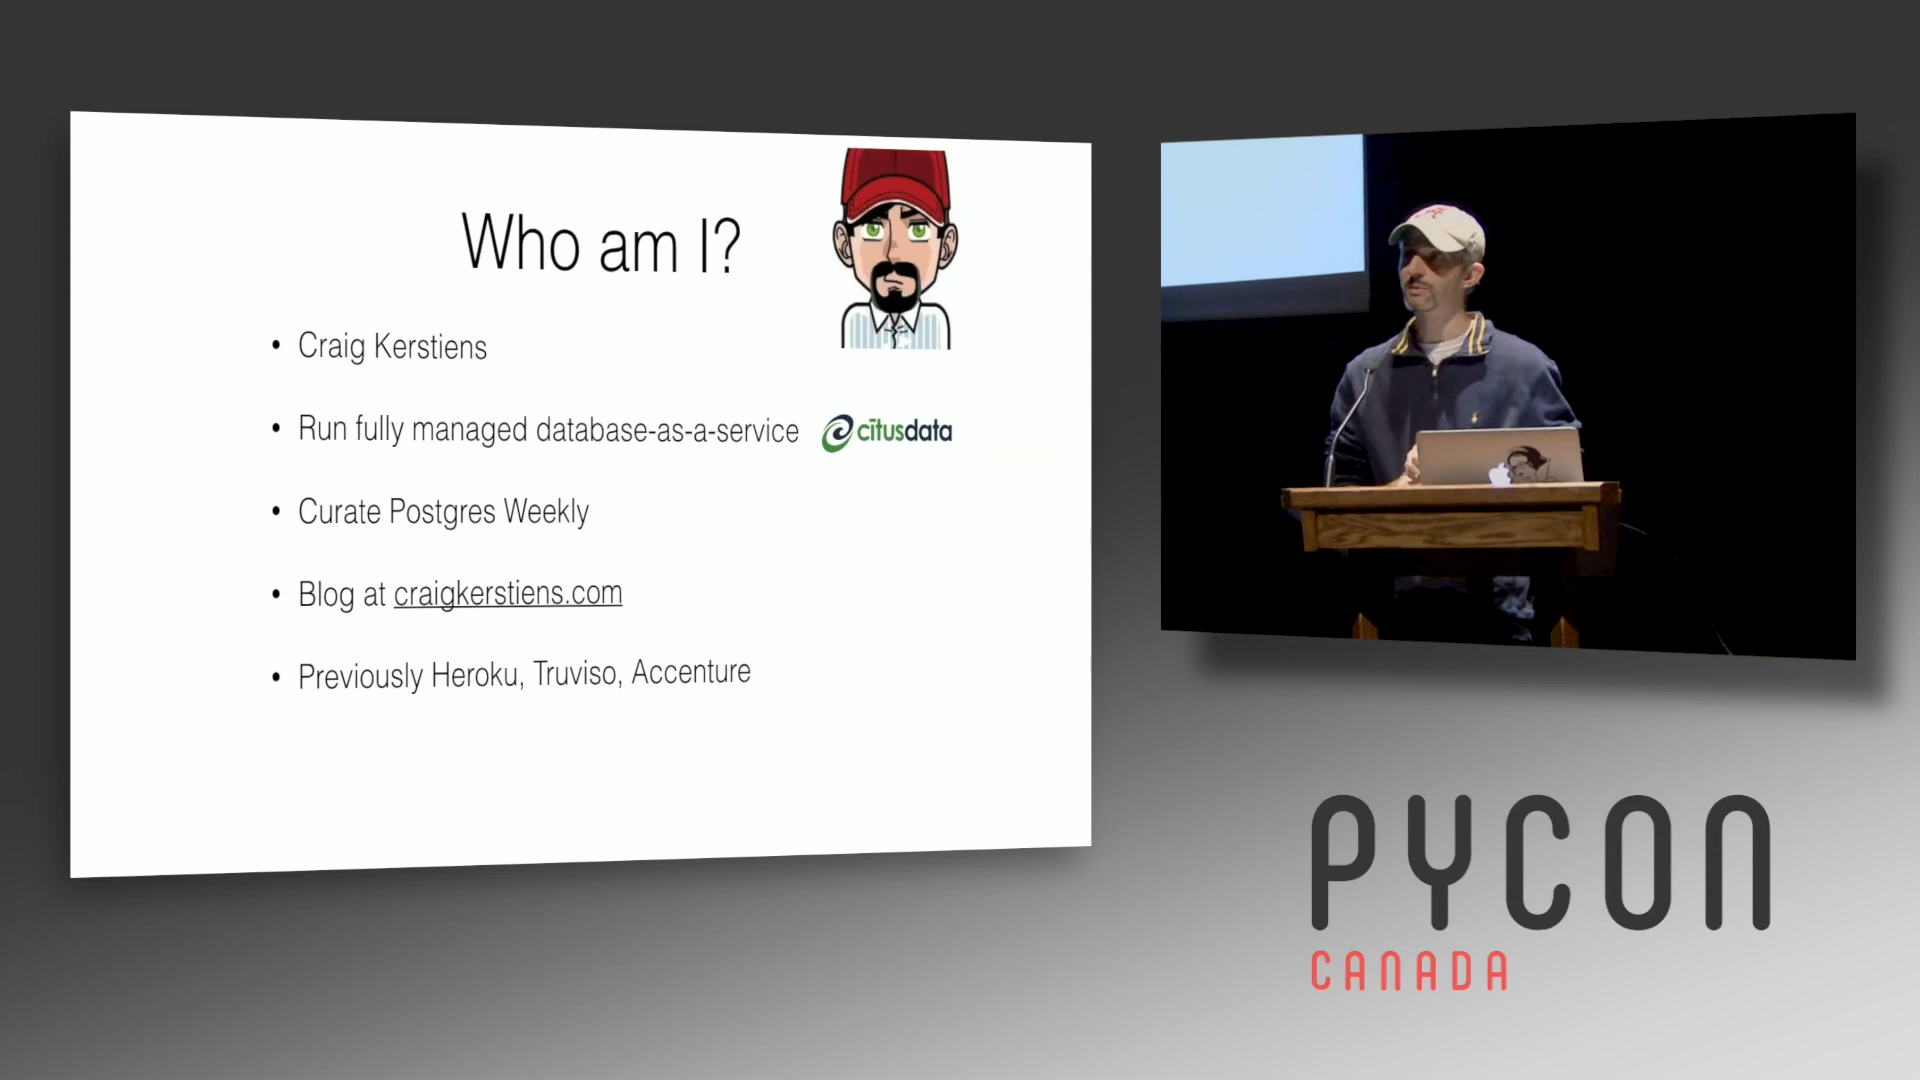 Who am I?
• Craig Kerstiens
• Run fully managed database-as-a-service
citusdata
• Curate Postgres Weekly
• Blog at craigkerstiens.com
• Previously Heroku, Truviso, Accenture
PYCON
CANADA